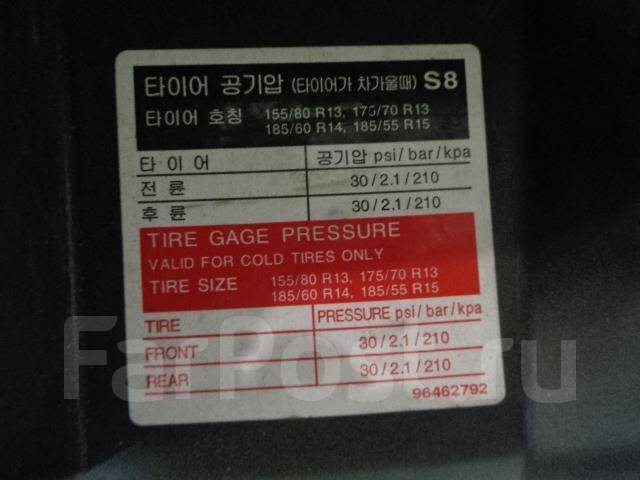 타이어 공기압 (타이어가 차가울때) S8
타이어 호칭 155/80 R13, 175/70 R13
185/60 R14, 185/55 R15
타이어 공기압 psi/bar/kpa
전륜 30/2.1/210
후륜 30/2.1/210
TIRE GAGE PRESSURE
VALID FOR COLD TIRES ONLY
TIRE SIZE 155/80 R13, 175/70 R13
185/60 R14, 185/55 R15
TIRE PRESSURE psi/bar/kpa
FRONT 30/2.1/210
REAR 30/2.1/210
96462792
FarPost.ru